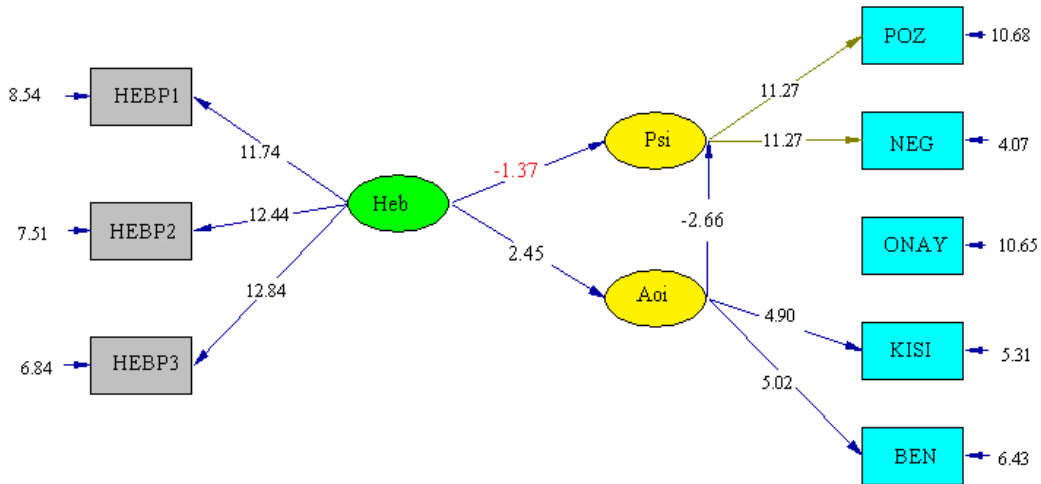 POZ
10.68
8.54
HEBP1
11.27
11.74
Psi
11.27
NEG
4.07
-1.37
Heb
12.44
7.51
HEBP2
-2.66
ONAY
10.65
2.45
12.84
Aoi
4.90
6.84
HEBP3
KISI
5.31
5.02
BEN
6.43